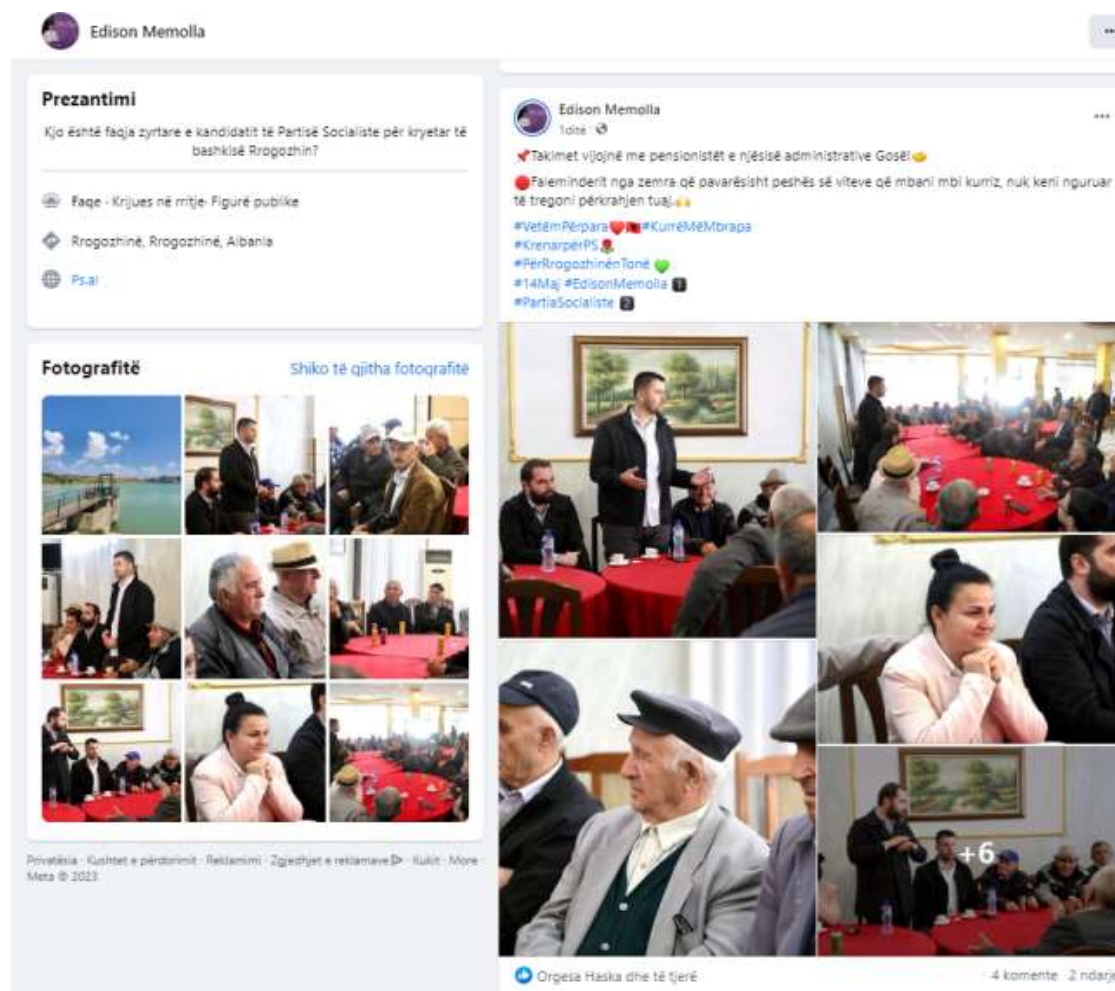 Edison Memolla
Prezantimi
Kjo është faqja zyrtare e kandidatit të Partisë Socialiste për kryetar të
bashkisë Rrogozhin?
Faqe · Krijues në rritje · Figurë publike
Rrogozhinë, Rrogozhinë, Albania
Ps.al
Fotografitë
Shiko të gjitha fotografitë
Privatësia · Kushtet e përdorimit · Reklamimi · Zgjedhjet e reklamave · Kukit · More ·
Meta © 2023
Edison Memolla
1 ditë ·
📌Takimet vijojnë me pensionistët e njësisë administrative Gosë!🤝
🔴Faleminderit nga zemra që pavarësisht peshës së viteve që mbani mbi kurriz, nuk keni nguruar
të tregoni përkrahjen tuaj.🙌
#VetëmPërpara❤️🇦🇱#KurrëMëMbrapa
#KrenarpërPS🌹
#PërRrogozhinënTonë 💚
#14Maj #EdisonMemolla 1
#PartiaSocialiste 2
+6
Orgesa Haska dhe të tjerë
4 komente 2 ndarje